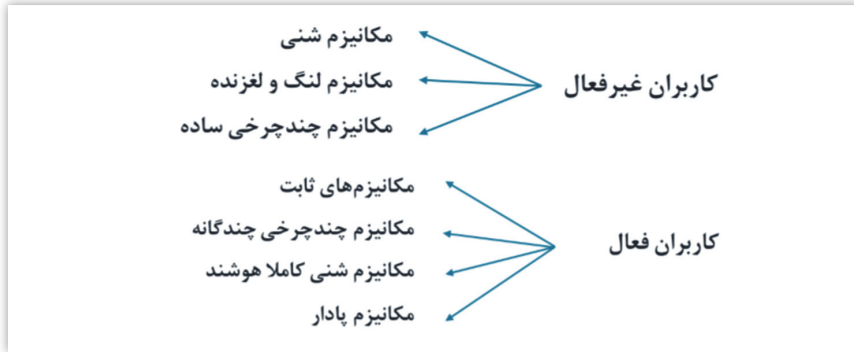 کاربران غیرفعال
مکانیزم شنی
مکانیزم لنگ و لغزنده
مکانیزم چندچرخی ساده
کاربران فعال
مکانیزم‌های ثابت
مکانیزم چندچرخی چندگانه
مکانیزم شنی کاملا هوشند
مکانیزم پادار